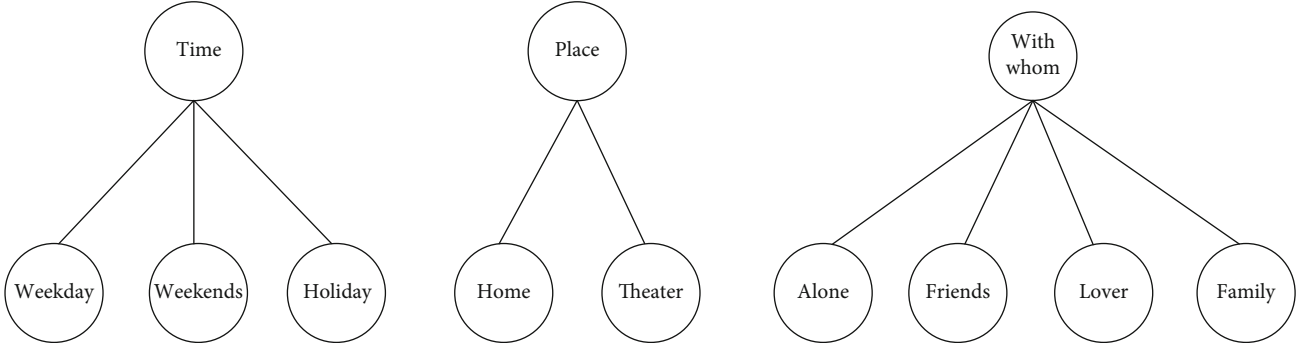 Time
Place
With
whom
Weekday
Weekends
Holiday
Home
Theater
Alone
Friends
Lover
Family